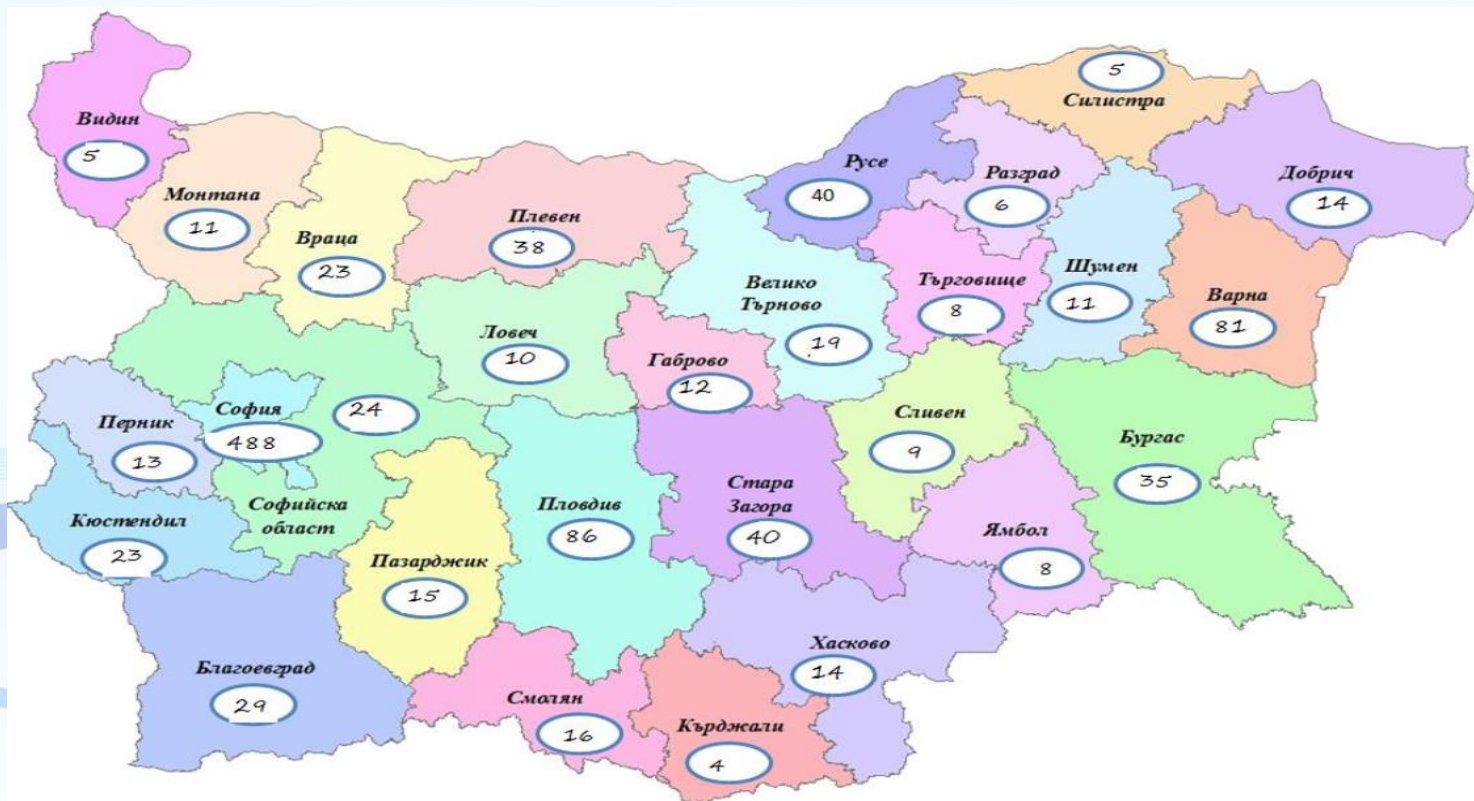 Видин
5
Монтана
11
Враца
23
Плевен
38
Русе
40
Силистра
5
Разград
6
Добрич
14
Велико
Търново
19
Търговище
8
Шумен
11
Варна
81
Ловеч
10
Габрово
12
Перник
13
София
488
24
Софийска
област
Кюстендил
23
Пазарджик
15
Пловдив
86
Стара
Загора
40
Сливен
9
Бургас
35
Ямбол
8
Благоевград
29
Смолян
16
Кърджали
4
Хасково
14